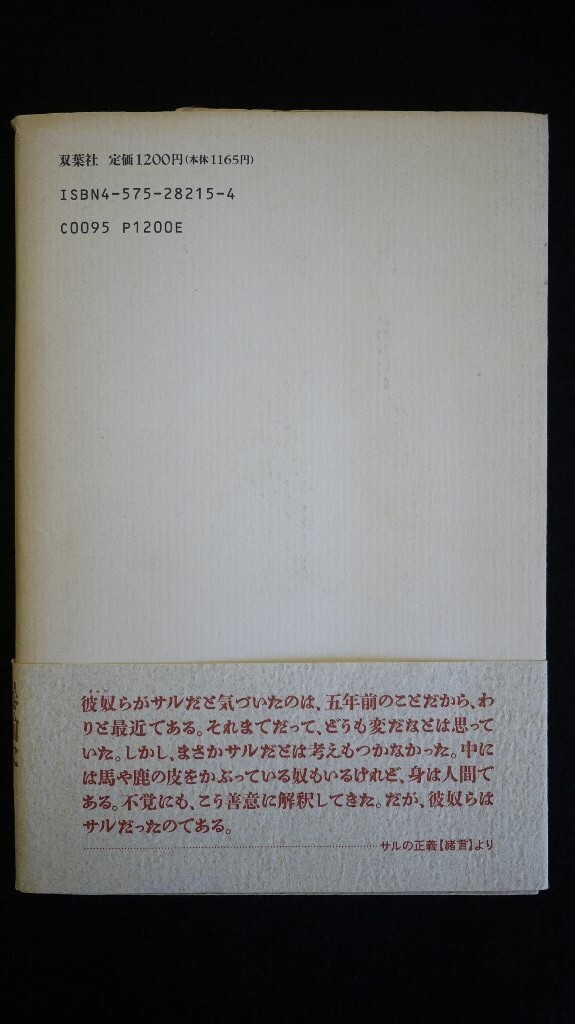 双葉社 定価1200円(本体1165円)
ISBN4-575-28215-4
C0095 P1200E
彼奴らがサルだと気づいたのは、五年前のことだから、わ
りと最近である。それまでだって、どうも変だなとは思って
いた。しかし、まさかサルだとは考えもつかなかった。中に
は馬や鹿の皮をかぶっている奴もいるけれど、身は人間で
ある。不覚にも、こう善意に解釈してきた。だが、彼奴らは
サルだったのである。
サルの正義【緒言】より